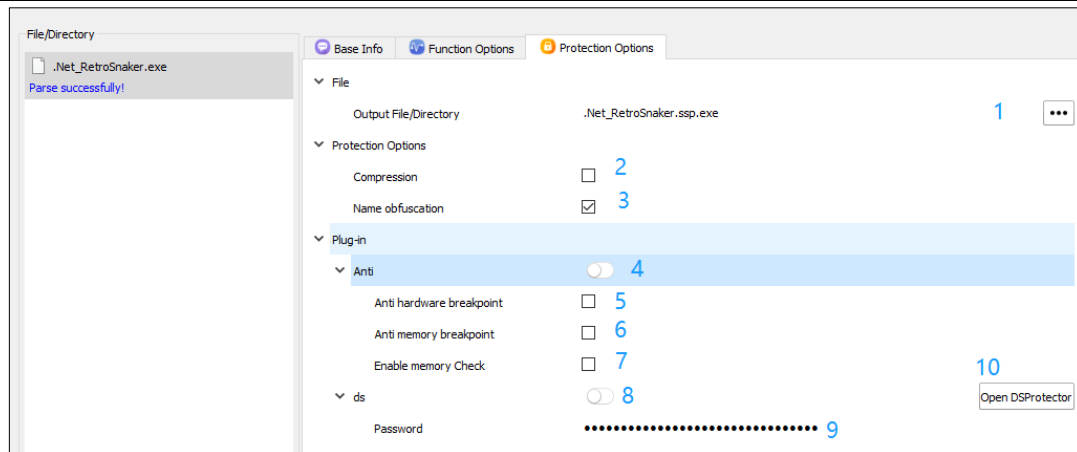 File/Directory
.Net_RetroSnaker.exe
Parse successfully!
Base Info Function Options Protection Options
File
Output File/Directory .Net_RetroSnaker.ssp.exe 1 •••
Protection Options
Compression 2
Name obfuscation 3
Plug-in
Anti 4
Anti hardware breakpoint 5
Anti memory breakpoint 6
Enable memory Check 7
10
ds 8 Open DSProtector
Password •••••••••••••••••••••••••••••••• 9